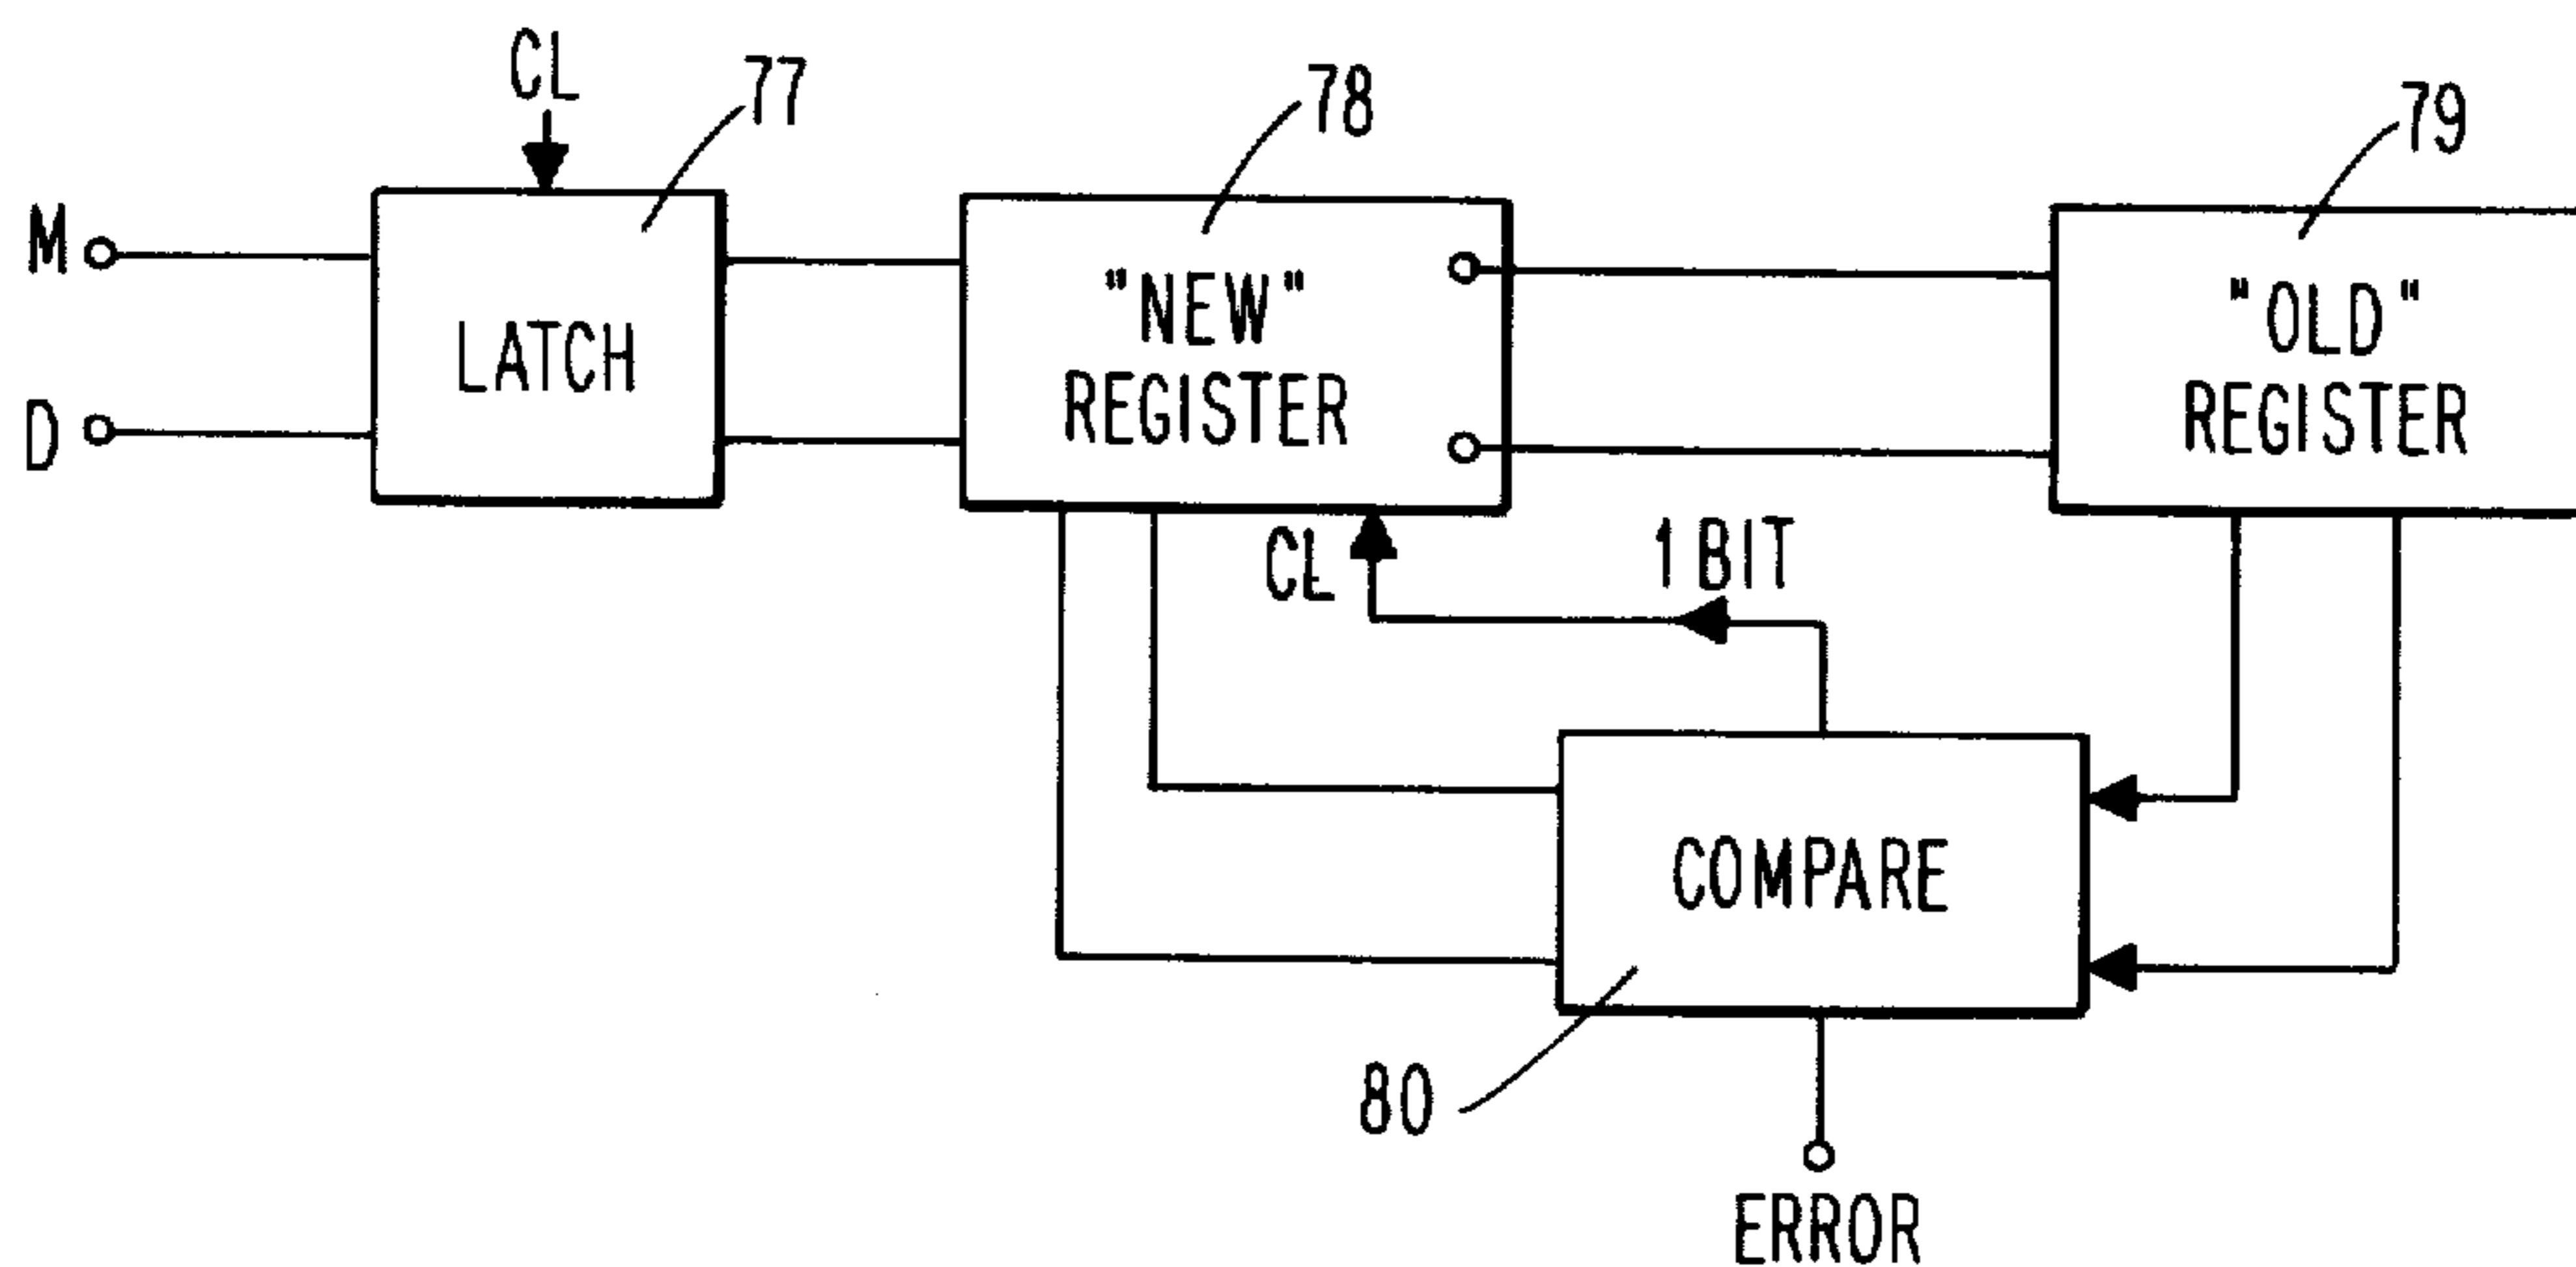 CL
77
78
79
M
D
LATCH
"NEW"
REGISTER
"OLD"
REGISTER
CL
1 BIT
COMPARE
80
ERROR